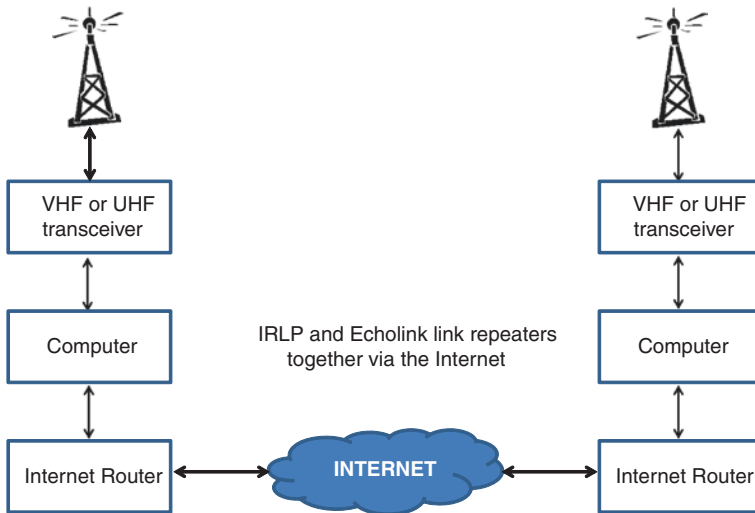 VHF or UHF
transceiver
VHF or UHF
transceiver
Computer
IRLP and Echolink link repeaters
together via the Internet
Computer
Internet Router
INTERNET
Internet Router